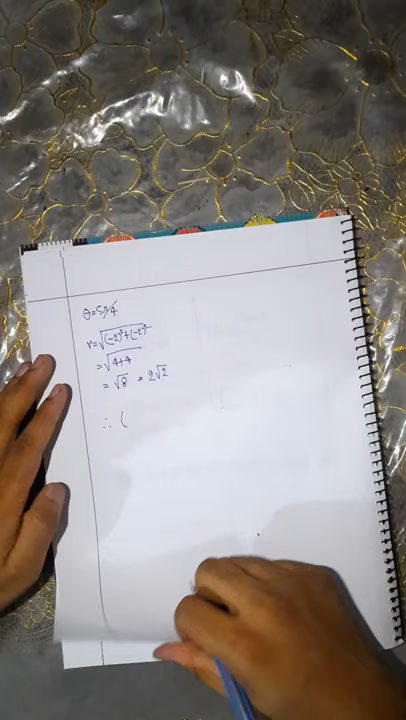 θ=5π/4
r=√(-2)²+(-2)²
=√4+4
= √8 = 2√2
∴ (